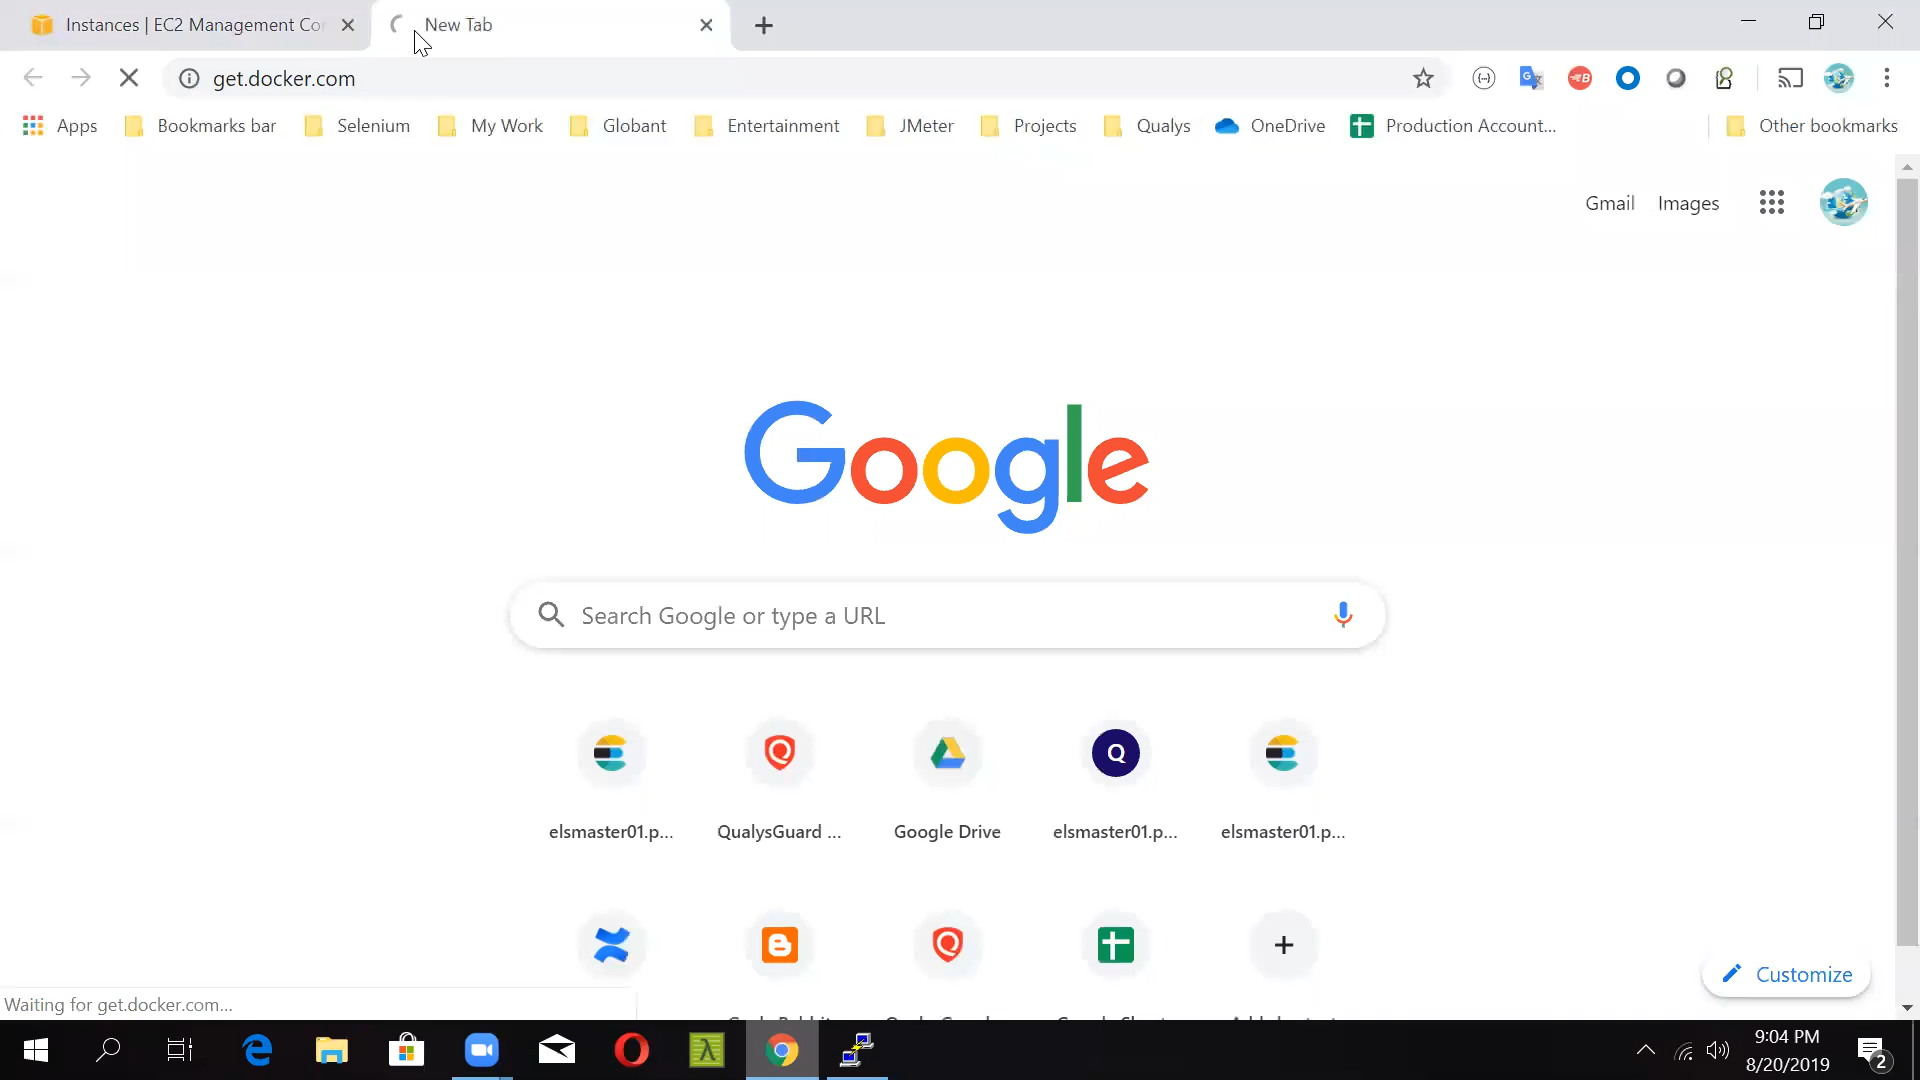 Instances | EC2 Management Co
New Tab
get.docker.com
Apps
Bookmarks bar
Selenium
My Work
Globant
Entertainment
JMeter
Projects
Qualys
OneDrive
Production Account...
Other bookmarks
Gmail
Images
Google
Search Google or type a URL
elsmaster01.p...
QualysGuard ...
Google Drive
elsmaster01.p...
elsmaster01.p...
Customize
Waiting for get.docker.com...
9:04 PM
8/20/2019
2